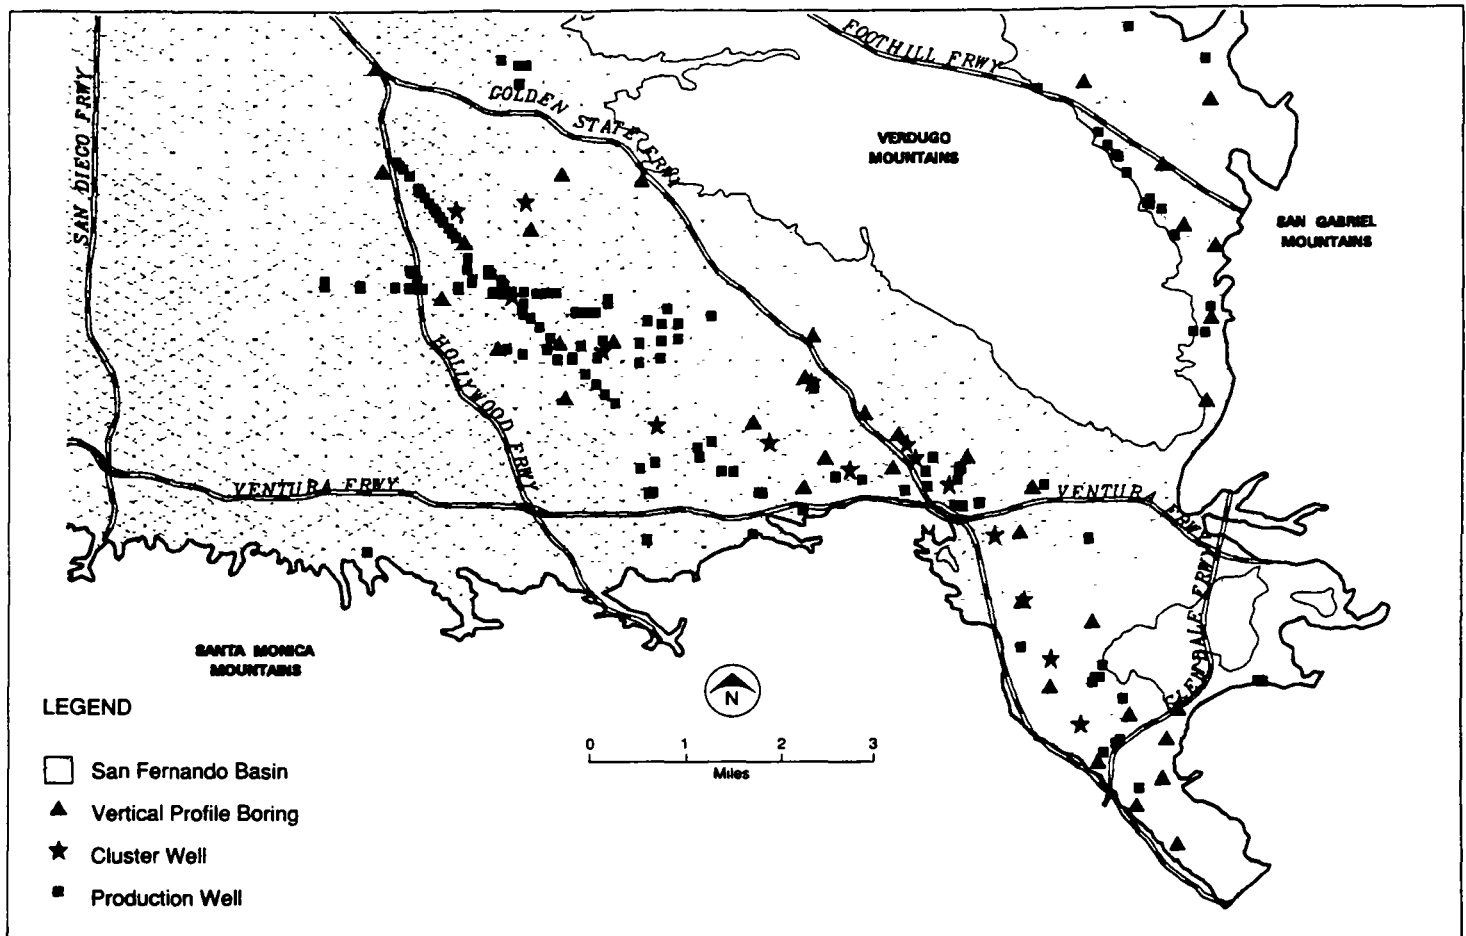 FOOTHILL FRWY
SAN DIEGO FRWY
GOLDEN STATE FRWY
VERDUGO
MOUNTAINS
SAN GABRIEL
MOUNTAINS
HOLLYWOOD FRWY
VENTURA FRWY
VENTURA FRWY
GLENDALE FRWY
SANTA MONICA
MOUNTAINS
N
LEGEND
0 1 2 3
Miles
San Fernando Basin
Vertical Profile Boring
Cluster Well
Production Well